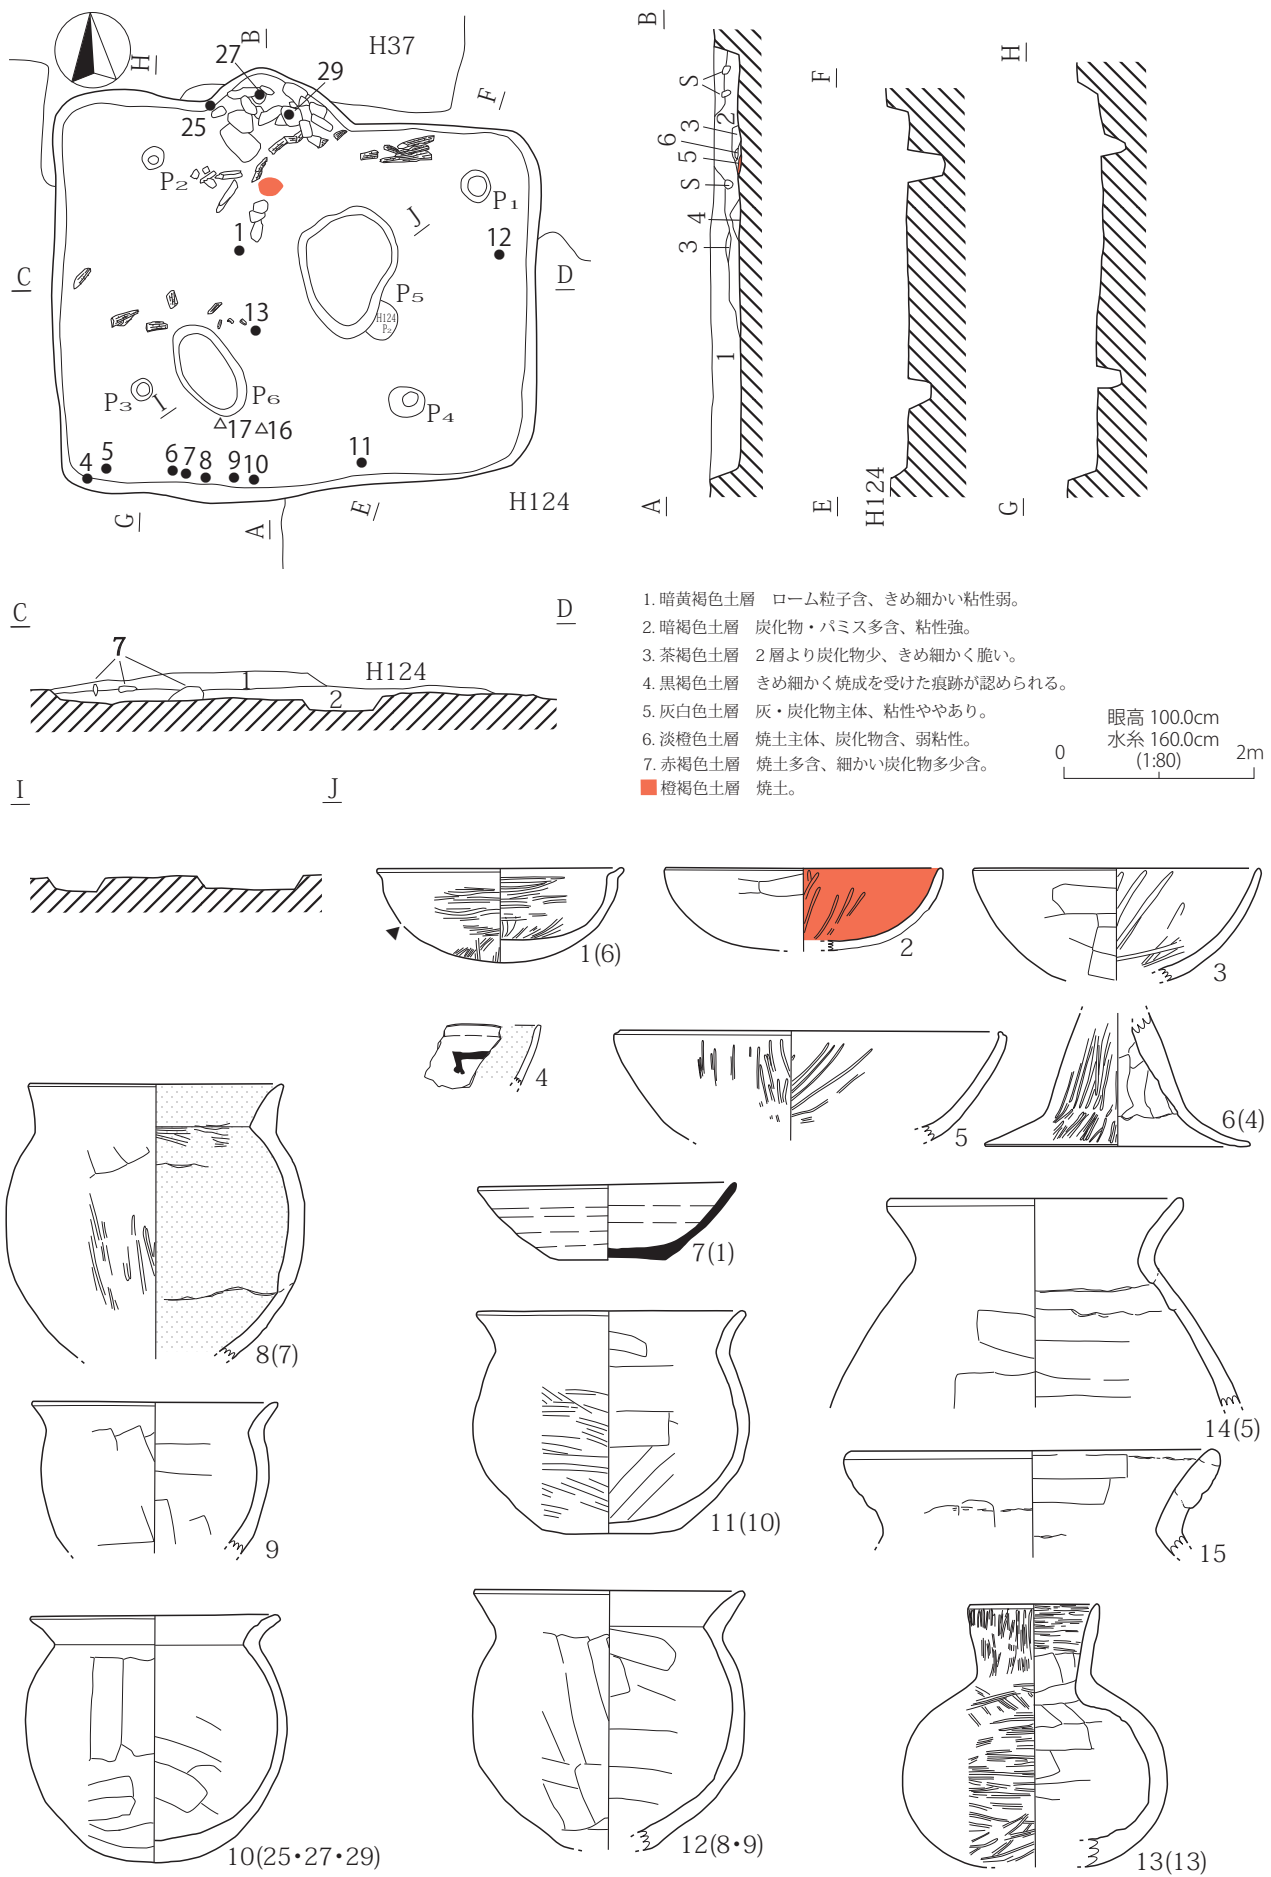 H37
B
H
27
29
F
25
P2
P1
J
1
12
C
D
P5
H124
P2
13
P3
I
P6
P4
17
16
11
4
5
6
7
8
9
10
G
A
E
H124
B
S
2
3
6
5
S
4
3
1
A
F
E
H124
H
G
C
D
7
1
H124
2
I
J
1. 暗黄褐色土層 ローム粒子含、きめ細かい粘性弱。
2. 暗褐色土層 炭化物・パミス多含、粘性強。
3. 茶褐色土層 2層より炭化物少、きめ細かく脆い。
4. 黒褐色土層 きめ細かく焼成を受けた痕跡が認められる。
5. 灰白色土層 灰・炭化物主体、粘性ややあり。
6. 淡橙色土層 焼土主体、炭化物含、弱粘性。
7. 赤褐色土層 焼土多含、細かい炭化物多少含。
橙褐色土層 焼土。
眼高 100.0cm
水糸 160.0cm
(1:80)
0
2m
1(6)
2
3
4
5
6(4)
7(1)
8(7)
9
10(25・27・29)
11(10)
12(8・9)
13(13)
14(5)
15